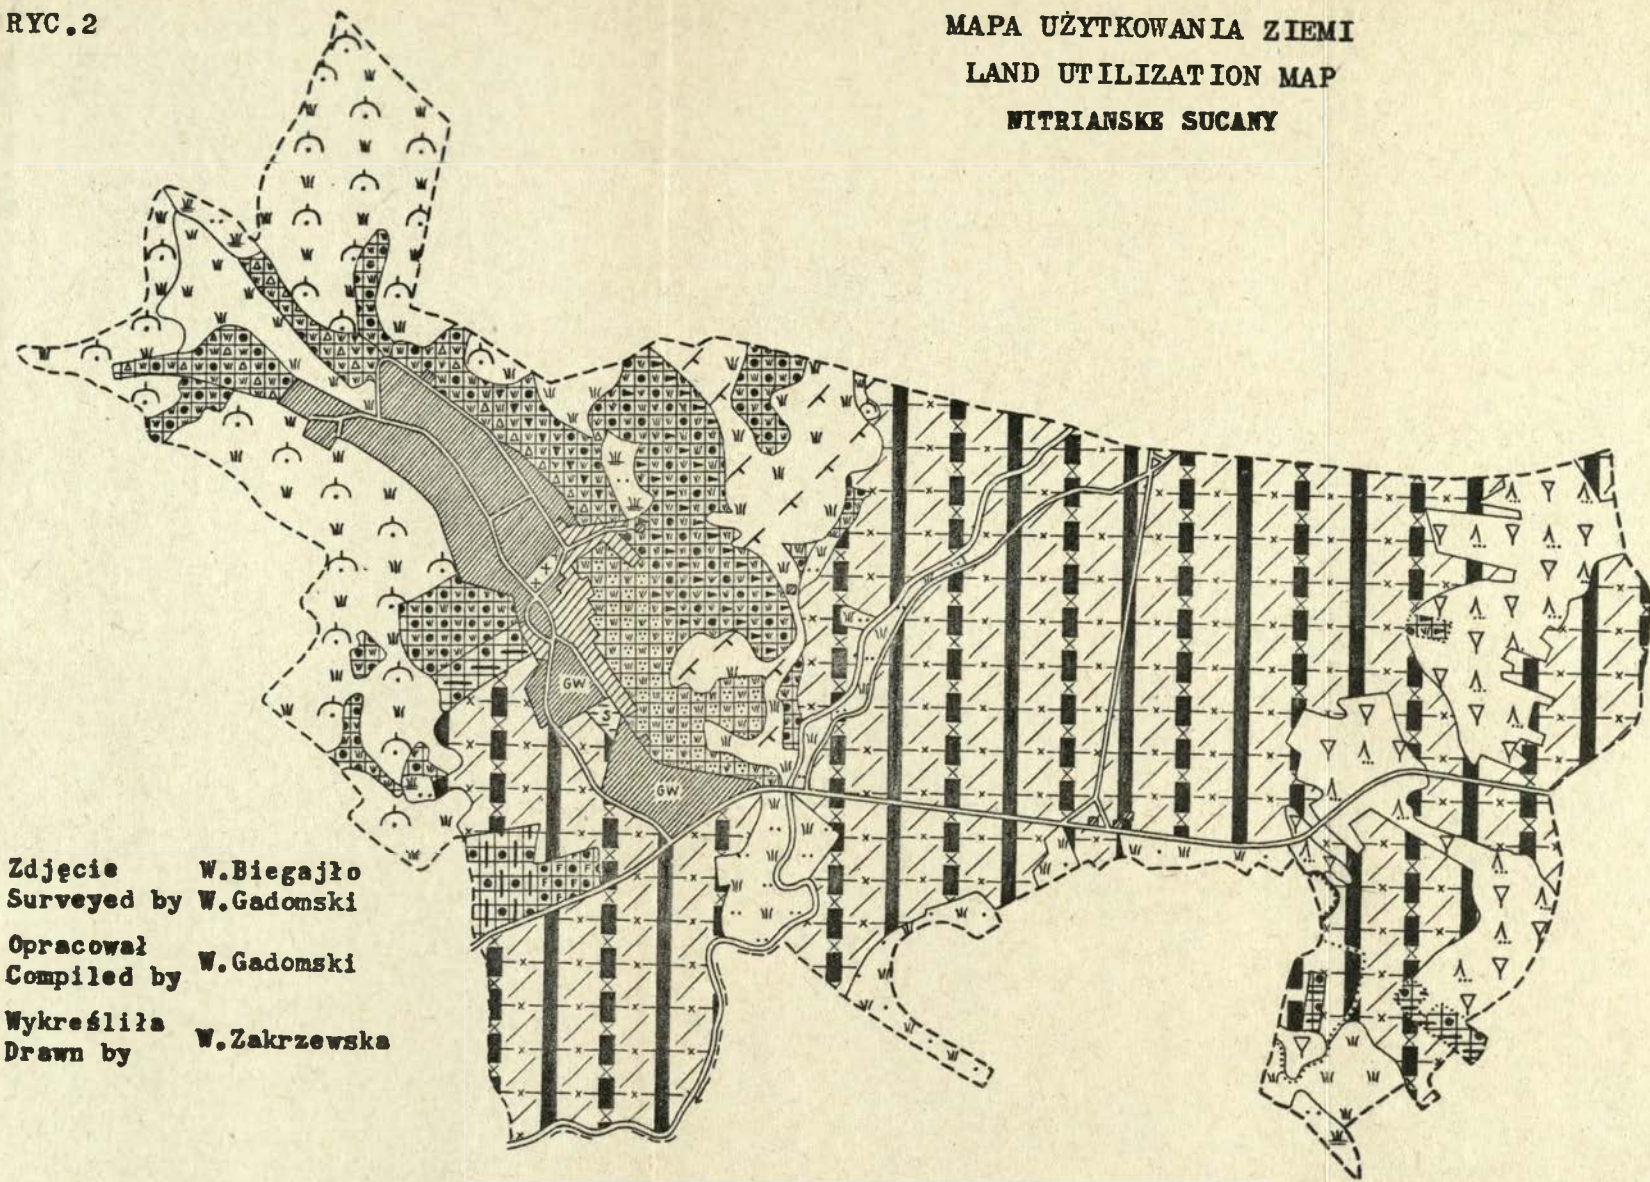 RYC.2
MAPA UŻYTKOWANIA ZIEMI
LAND UTILIZATION MAP
NITRIANSKE SUCANY
GW
S
GW
Zdjęcie W.Biegajło
Surveyed by W.Gadomski
Opracował
Compiled by W.Gadomski
Wykreśliła
Drawn by W.Zakrzewska